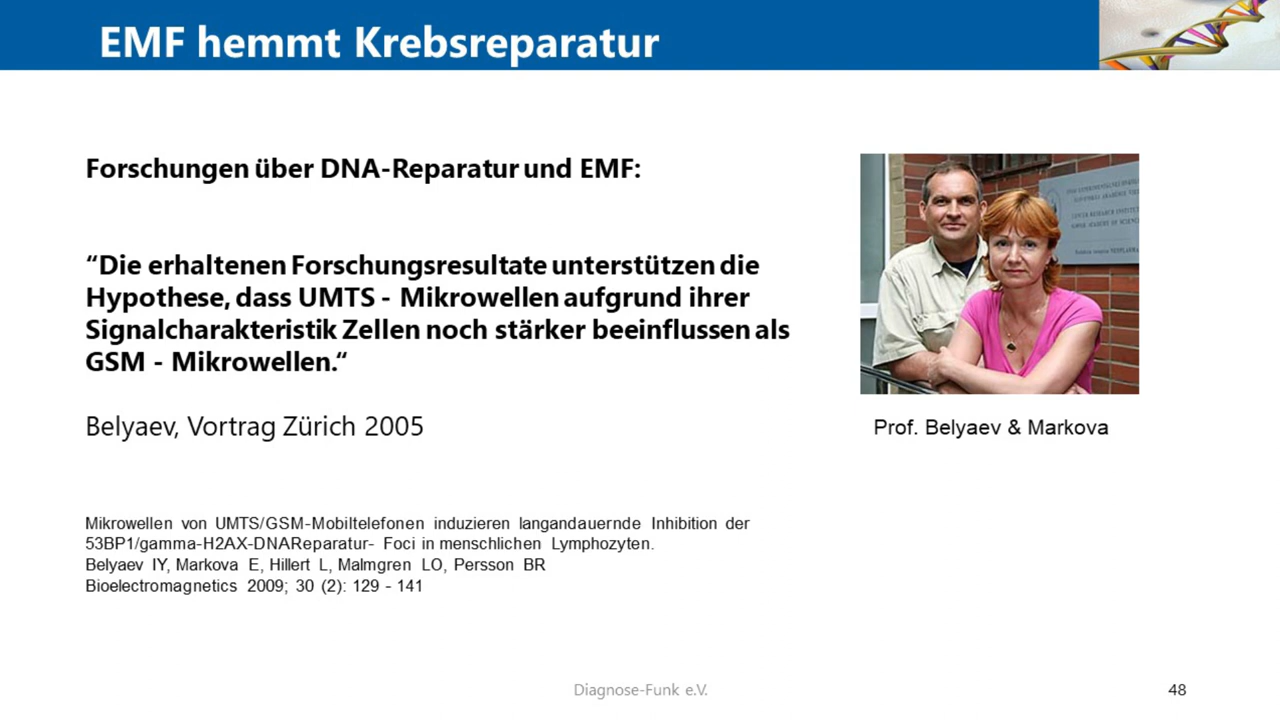 EMF hemmt Krebsreparatur
Forschungen über DNA-Reparatur und EMF:
“Die erhaltenen Forschungsresultate unterstützen die
Hypothese, dass UMTS - Mikrowellen aufgrund ihrer
Signalcharakteristik Zellen noch stärker beeinflussen als
GSM - Mikrowellen.“
Belyaev, Vortrag Zürich 2005
Prof. Belyaev & Markova
Mikrowellen von UMTS/GSM-Mobiltelefonen induzieren langandauernde Inhibition der
53BP1/gamma-H2AX-DNAReparatur- Foci in menschlichen Lymphozyten.
Belyaev IY, Markova E, Hillert L, Malmgren LO, Persson BR
Bioelectromagnetics 2009; 30 (2): 129 - 141
Diagnose-Funk e.V.
48